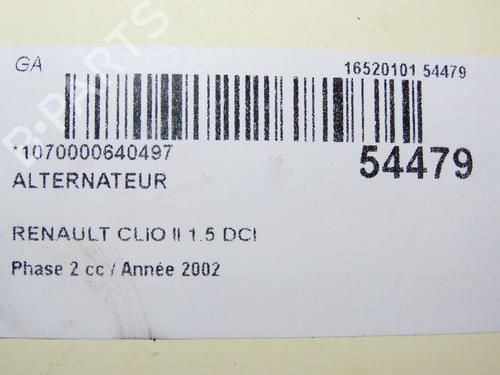 GA
16520101 54479
*1070000640497
54479
ALTERNATEUR
RENAULT CLIO II 1.5 DCI
Phase 2 cc / Année 2002